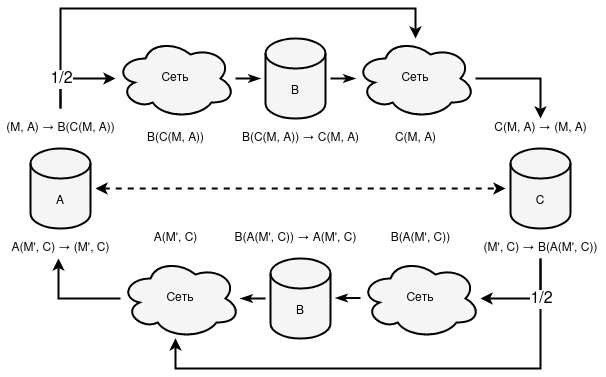 1/2
Сеть
B
Сеть
(M, A) → B(C(M, A))
B(C(M, A))
B(C(M, A)) → C(M, A)
C(M, A)
C(M, A) → (M, A)
A
C
A(M', C) → (M', C)
A(M', C)
B(A(M', C)) → A(M', C)
B(A(M', C))
(M', C) → B(A(M', C))
Сеть
B
Сеть
1/2